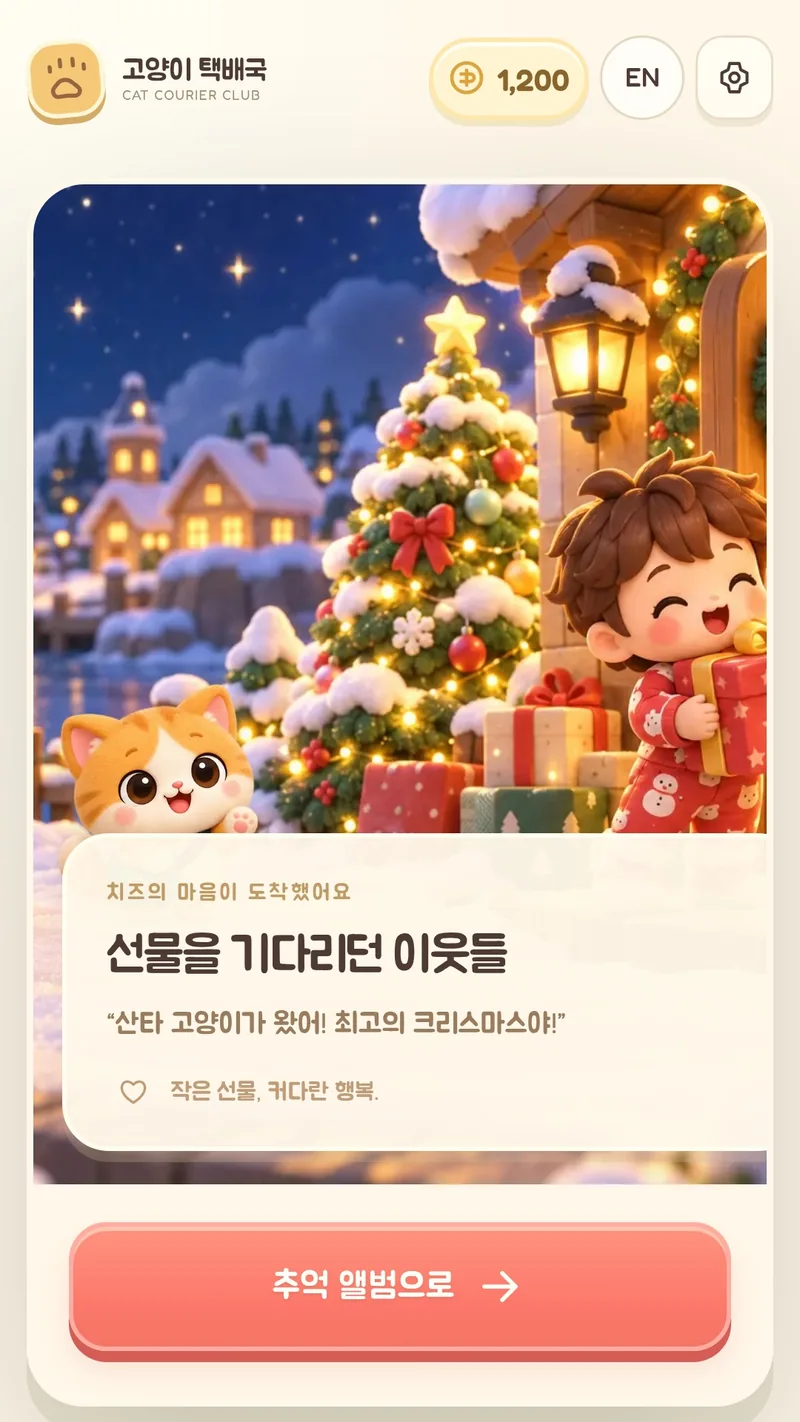 고양이 택배국
CAT COURIER CLUB
1,200
EN
치즈의 마음이 도착했어요
선물을 기다리던 이웃들
“산타 고양이가 왔어! 최고의 크리스마스야!”
작은 선물, 커다란 행복.
추억 앨범으로